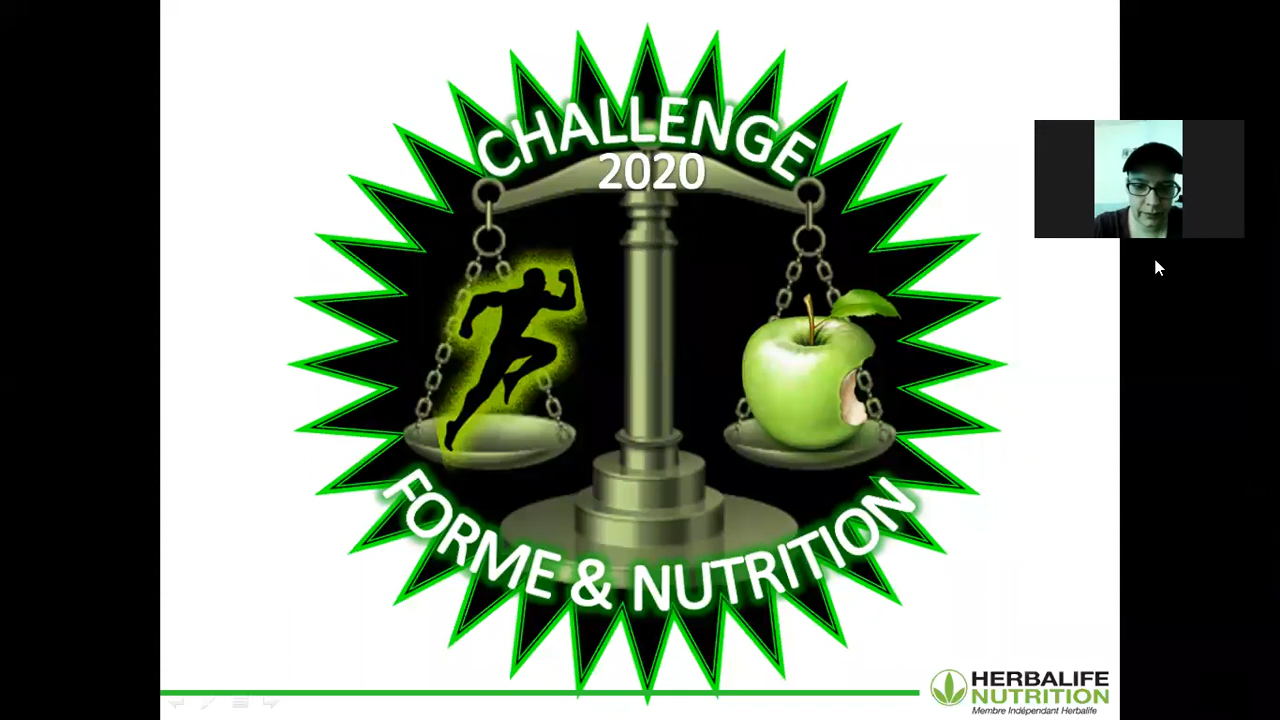 CHALLENGE
2020
FORME & NUTRITION
HERBALIFE
NUTRITION
Membre Indépendant Herbalife